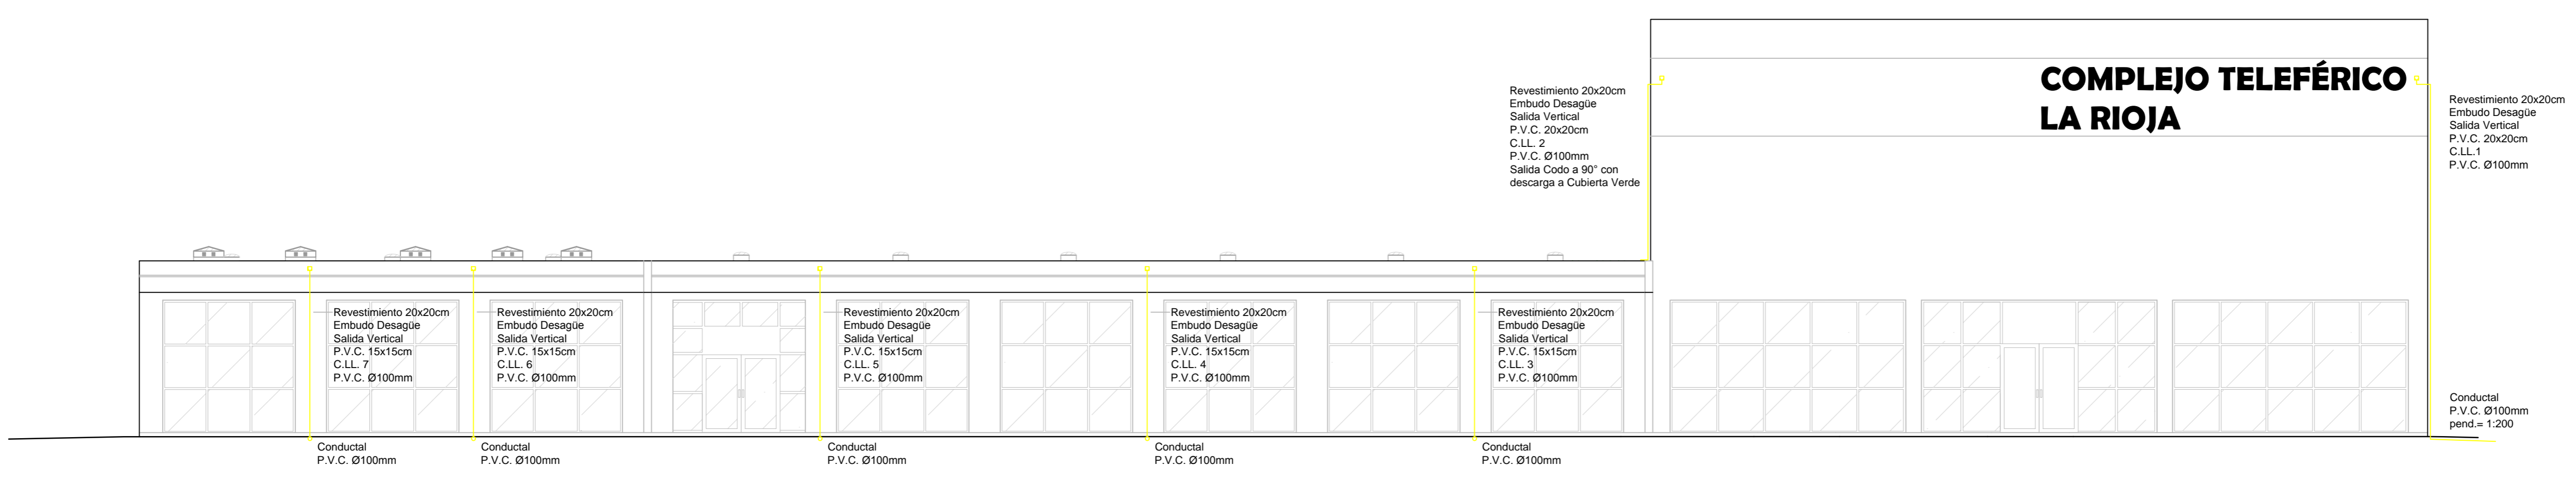 COMPLEJO TELEFÉRICO
LA RIOJA
Revestimiento 20x20cm
Embudo Desagüe
Salida Vertical
P.V.C. 20x20cm
C.LL. 2
P.V.C. Ø100mm
Salida Codo a 90° con
descarga a Cubierta Verde
Revestimiento 20x20cm
Embudo Desagüe
Salida Vertical
P.V.C. 20x20cm
C.LL.1
P.V.C. Ø100mm
Revestimiento 20x20cm
Embudo Desagüe
Salida Vertical
P.V.C. 15x15cm
C.LL. 7
P.V.C. Ø100mm
Revestimiento 20x20cm
Embudo Desagüe
Salida Vertical
P.V.C. 15x15cm
C.LL. 6
P.V.C. Ø100mm
Revestimiento 20x20cm
Embudo Desagüe
Salida Vertical
P.V.C. 15x15cm
C.LL. 5
P.V.C. Ø100mm
Revestimiento 20x20cm
Embudo Desagüe
Salida Vertical
P.V.C. 15x15cm
C.LL. 4
P.V.C. Ø100mm
Revestimiento 20x20cm
Embudo Desagüe
Salida Vertical
P.V.C. 15x15cm
C.LL. 3
P.V.C. Ø100mm
Conductal
P.V.C. Ø100mm
pend.= 1:200
Conductal
P.V.C. Ø100mm
Conductal
P.V.C. Ø100mm
Conductal
P.V.C. Ø100mm
Conductal
P.V.C. Ø100mm
Conductal
P.V.C. Ø100mm